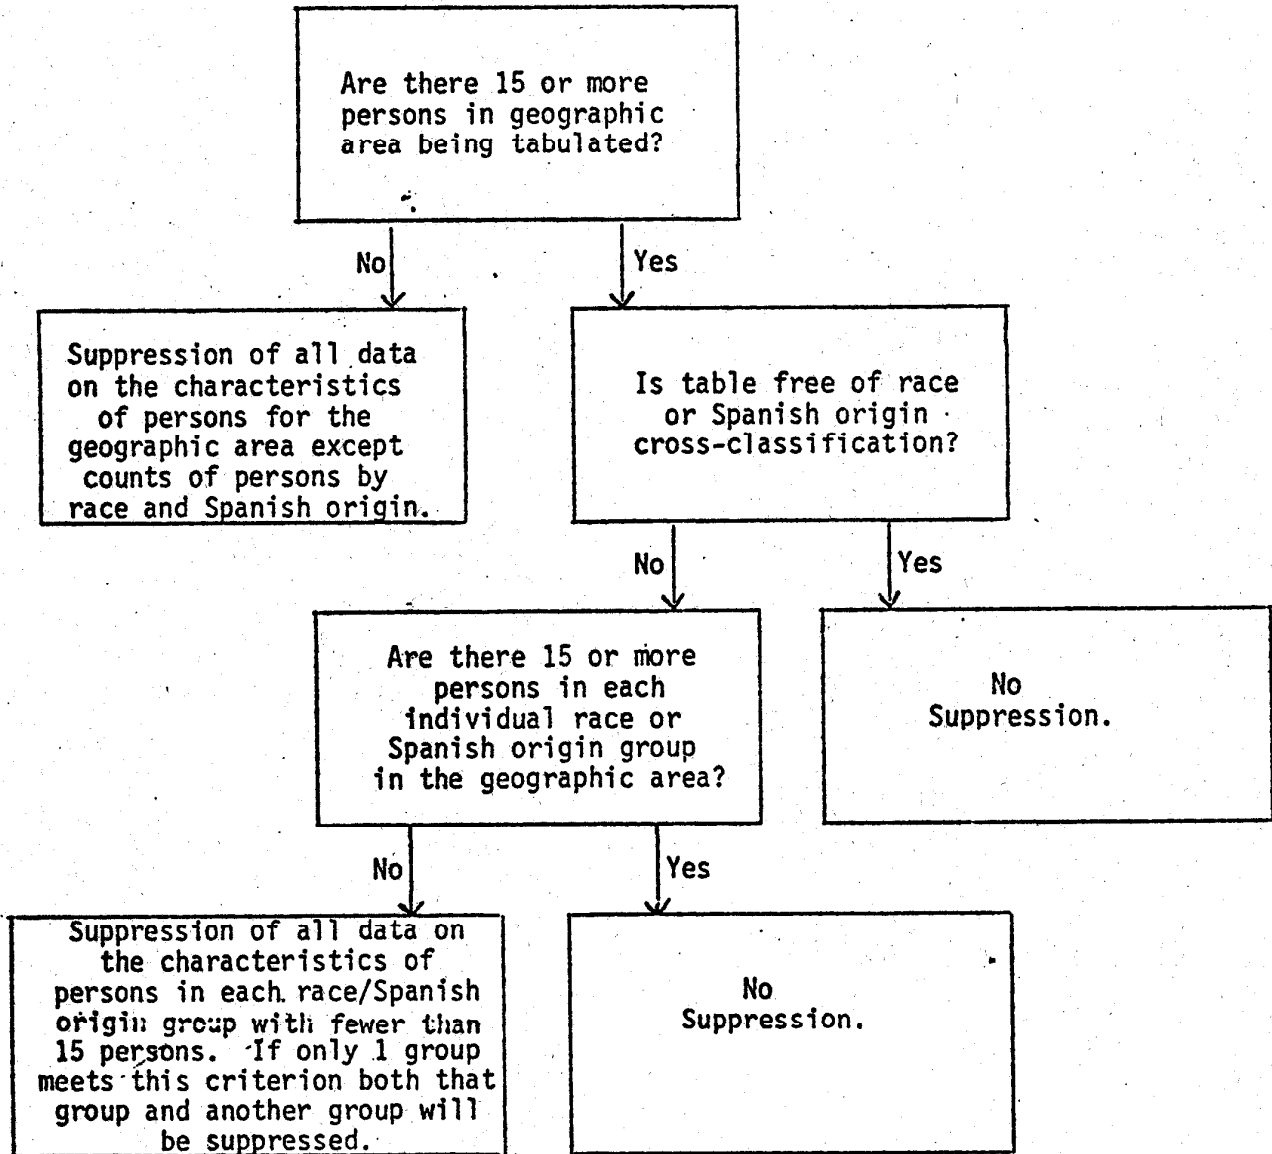 Are there 15 or more
persons in geographic
area being tabulated?
No
Yes
Suppression of all data
on the characteristics
of persons for the
geographic area except
counts of persons by
race and Spanish origin.
Is table free of race
or Spanish origin
cross-classification?
No
Yes
Are there 15 or more
persons in each
individual race or
Spanish origin group
in the geographic area?
No
Suppression.
No
Yes
Suppression of all data on
the characteristics of
persons in each race/Spanish
origin group with fewer than
15 persons. If only 1 group
meets this criterion both that
group and another group will
be suppressed.
No
Suppression.